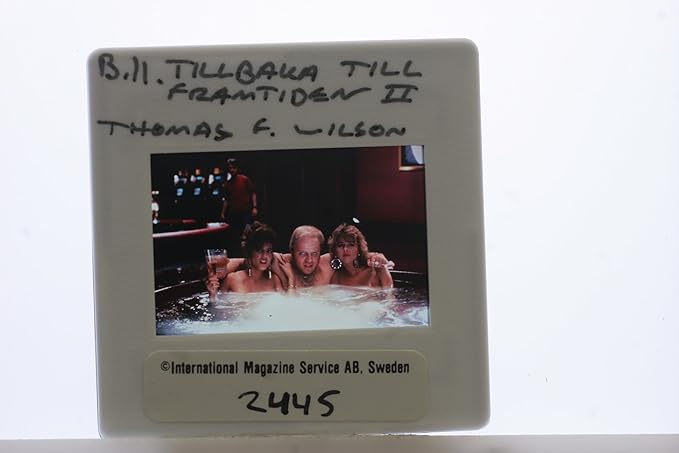 B.11. TILLBAKA TILL
FRAMTIDEN II
THOMAS F. WILSON
©International Magazine Service AB, Sweden
2445